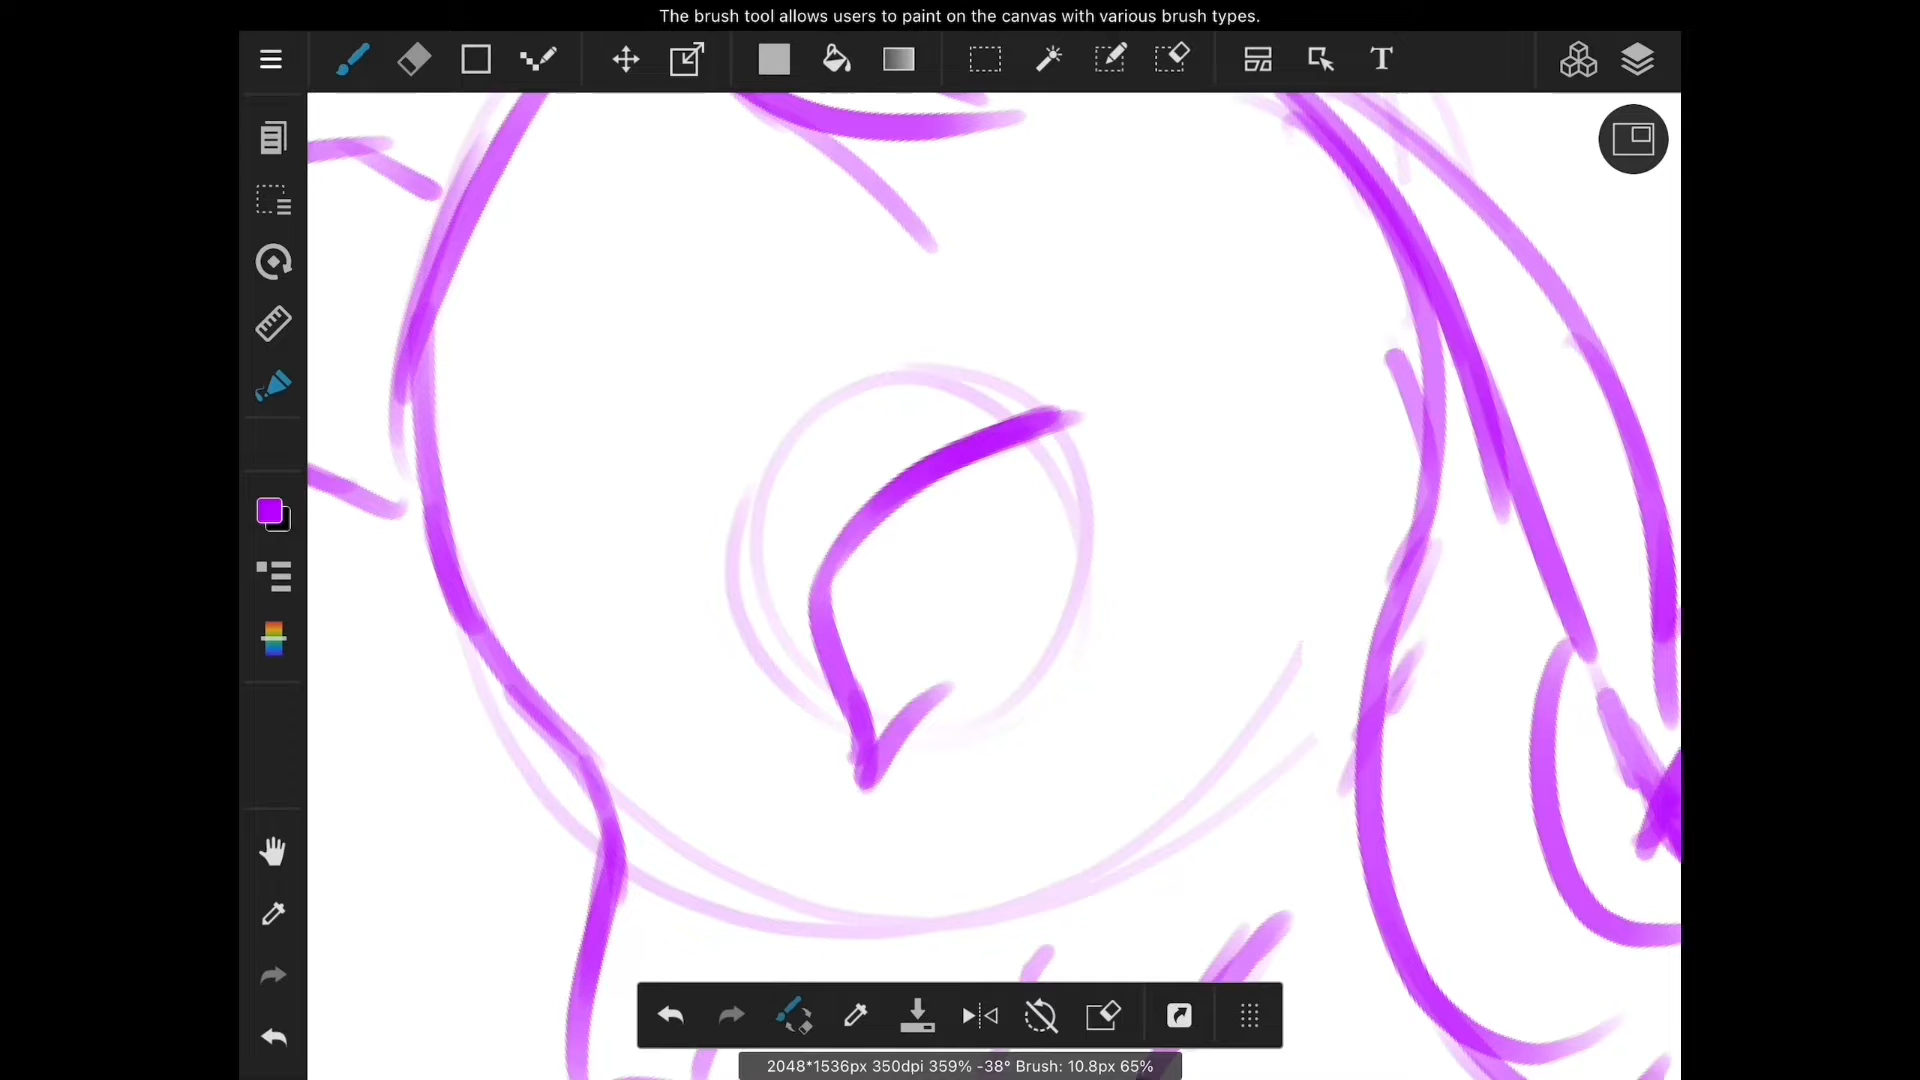 The brush tool allows users to paint on the canvas with various brush types.
T
2048*1536px 350dpi 359% -38° Brush: 10.8px 65%